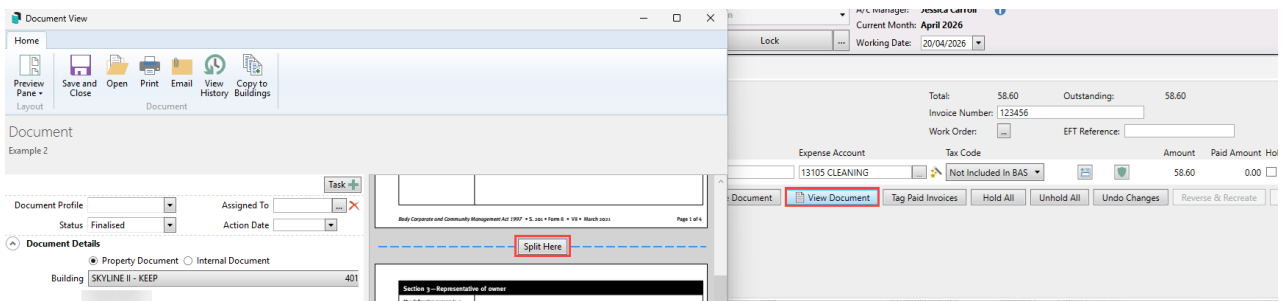 Document View
Home
Preview Pane
Save and Close
Open
Print
Email
View History
Copy to Buildings
Layout
Document
Document
Example 2
Task
Document Profile
Assigned To
...
Status Finalised
Action Date
Document Details
Property Document
Internal Document
Building SKYLINE II - KEEP 401
Body Corporate and Community Management Act 1997 • S. 201 • Form 8 • V11 • March 2021
Page 1 of 4
Split Here
Section 3—Representative of owner
A/c Manager: Jessica Carroll
Current Month: April 2026
Lock
...
Working Date: 20/04/2026
Total: 58.60 Outstanding: 58.60
Invoice Number: 123456
Work Order: ... EFT Reference:
Expense Account Tax Code Amount Paid Amount Hol
13105 CLEANING ... Not Included In BAS 58.60 0.00
Document View Document Tag Paid Invoices Hold All Unhold All Undo Changes Reverse & Recreate